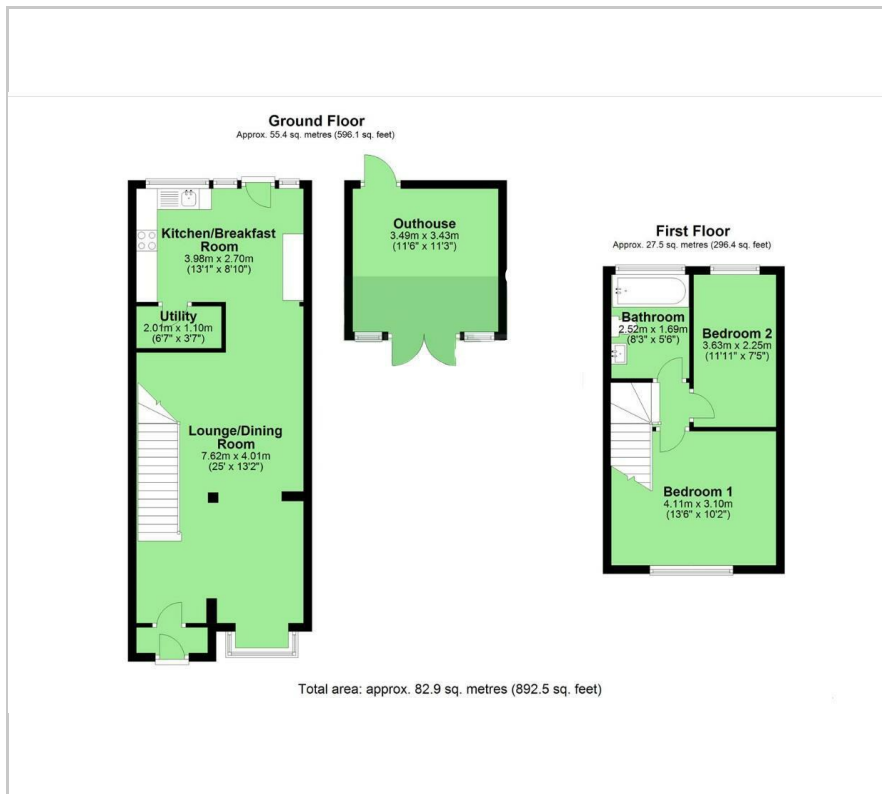 Ground Floor
Approx. 55.4 sq. metres (596.1 sq. feet)
Kitchen/Breakfast
Room
3.98m x 2.70m
(13'1" x 8'10")
Utility
2.01m x 1.10m
(6'7" x 3'7")
Lounge/Dining
Room
7.62m x 4.01m
(25' x 13'2")
Outhouse
3.49m x 3.43m
(11'6" x 11'3")
First Floor
Approx. 27.5 sq. metres (296.4 sq. feet)
Bathroom
2.52m x 1.69m
(8'3" x 5'6")
Bedroom 2
3.63m x 2.25m
(11'11" x 7'5")
Bedroom 1
4.11m x 3.10m
(13'6" x 10'2")
Total area: approx. 82.9 sq. metres (892.5 sq. feet)